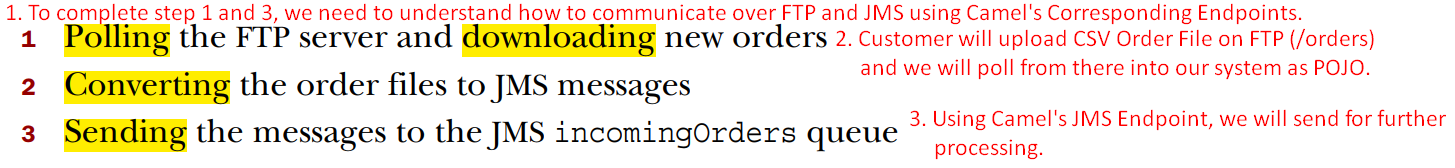 1. To complete step 1 and 3, we need to understand how to communicate over FTP and JMS using Camel's Corresponding Endpoints.
1 Polling the FTP server and downloading new orders
2. Customer will upload CSV Order File on FTP (/orders)
and we will poll from there into our system as POJO.
2 Converting the order files to JMS messages
3 Sending the messages to the JMS incomingOrders queue
3. Using Camel's JMS Endpoint, we will send for further
processing.